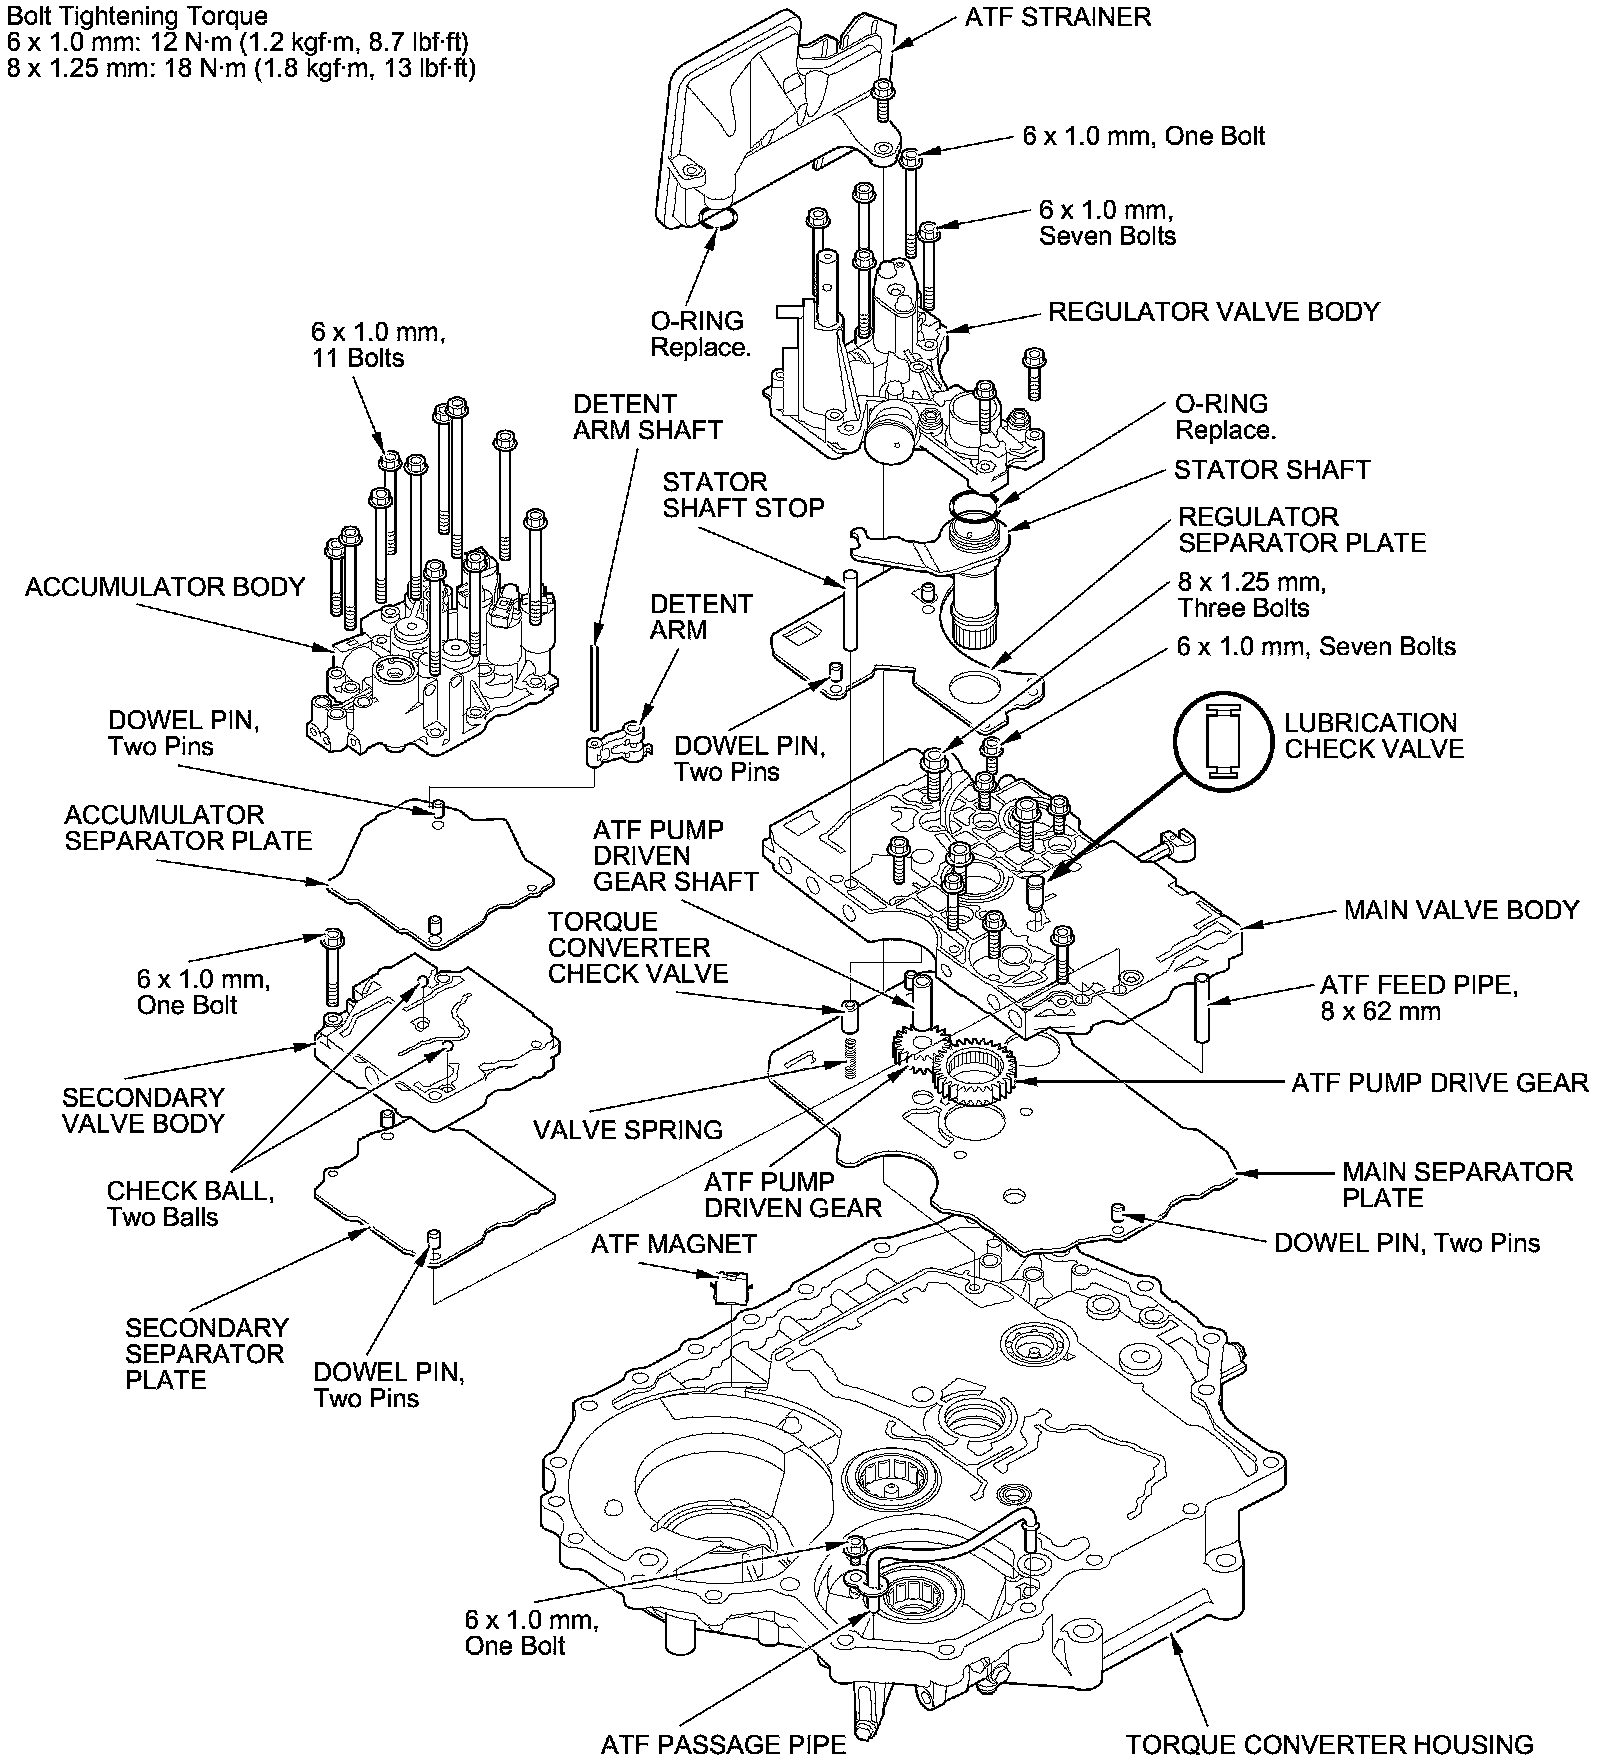 Bolt Tightening Torque
6 x 1.0 mm: 12 N·m (1.2 kgf·m, 8.7 lbf·ft)
8 x 1.25 mm: 18 N·m (1.8 kgf·m, 13 lbf·ft)
ATF STRAINER
6 x 1.0 mm, One Bolt
6 x 1.0 mm,
Seven Bolts
O-RING
Replace.
REGULATOR VALVE BODY
6 x 1.0 mm,
11 Bolts
DETENT
ARM SHAFT
O-RING
Replace.
STATOR
SHAFT STOP
STATOR SHAFT
REGULATOR
SEPARATOR PLATE
ACCUMULATOR BODY
DETENT
ARM
8 x 1.25 mm,
Three Bolts
6 x 1.0 mm, Seven Bolts
DOWEL PIN,
Two Pins
DOWEL PIN,
Two Pins
LUBRICATION
CHECK VALVE
ACCUMULATOR
SEPARATOR PLATE
ATF PUMP
DRIVEN
GEAR SHAFT
TORQUE
CONVERTER
CHECK VALVE
MAIN VALVE BODY
6 x 1.0 mm,
One Bolt
ATF FEED PIPE,
8 x 62 mm
SECONDARY
VALVE BODY
VALVE SPRING
ATF PUMP DRIVE GEAR
CHECK BALL,
Two Balls
ATF PUMP
DRIVEN GEAR
MAIN SEPARATOR
PLATE
ATF MAGNET
DOWEL PIN, Two Pins
SECONDARY
SEPARATOR
PLATE
DOWEL PIN,
Two Pins
6 x 1.0 mm,
One Bolt
ATF PASSAGE PIPE
TORQUE CONVERTER HOUSING